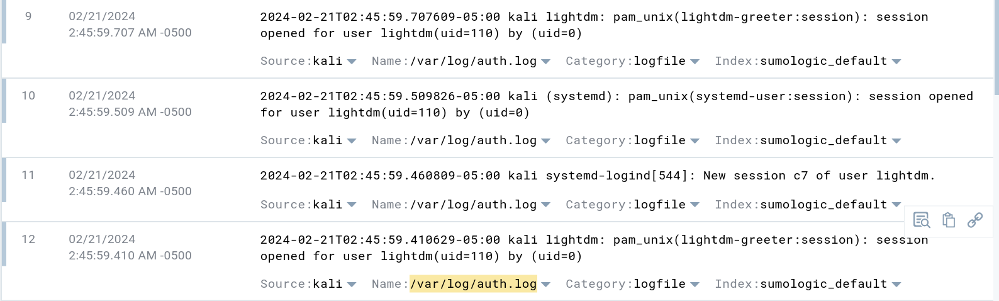 9 02/21/2024 2024-02-21T02:45:59.707609-05:00 kali lightdm: pam_unix(lightdm-greeter:session): session
2:45:59.707 AM -0500 opened for user lightdm(uid=110) by (uid=0)
Source:kali Name:/var/log/auth.log Category:logfile Index:sumologic_default
10 02/21/2024 2024-02-21T02:45:59.509826-05:00 kali (systemd): pam_unix(systemd-user:session): session opened
2:45:59.509 AM -0500 for user lightdm(uid=110) by (uid=0)
Source:kali Name:/var/log/auth.log Category:logfile Index:sumologic_default
11 02/21/2024 2024-02-21T02:45:59.460809-05:00 kali systemd-logind[544]: New session c7 of user lightdm.
2:45:59.460 AM -0500
Source:kali Name:/var/log/auth.log Category:logfile Index:sumologic_default
12 02/21/2024 2024-02-21T02:45:59.410629-05:00 kali lightdm: pam_unix(lightdm-greeter:session): session
2:45:59.410 AM -0500 opened for user lightdm(uid=110) by (uid=0)
Source:kali Name:/var/log/auth.log Category:logfile Index:sumologic_default